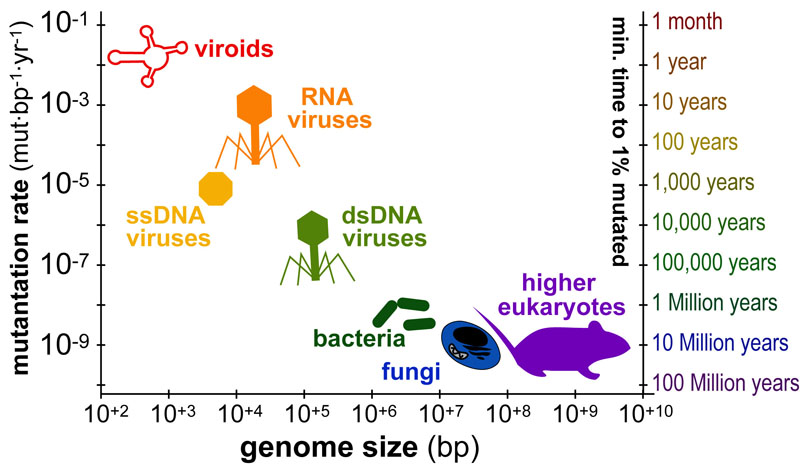 10⁻¹
10⁻³
10⁻⁵
10⁻⁷
10⁻⁹
mutantation rate (mut·bp⁻¹·yr⁻¹)
viroids
RNA
viruses
ssDNA
viruses
dsDNA
viruses
bacteria
fungi
higher
eukaryotes
min. time to 1% mutated
1 month
1 year
10 years
100 years
1,000 years
10,000 years
100,000 years
1 Million years
10 Million years
100 Million years
10⁺² 10⁺³ 10⁺⁴ 10⁺⁵ 10⁺⁶ 10⁺⁷ 10⁺⁸ 10⁺⁹ 10⁺¹⁰
genome size (bp)